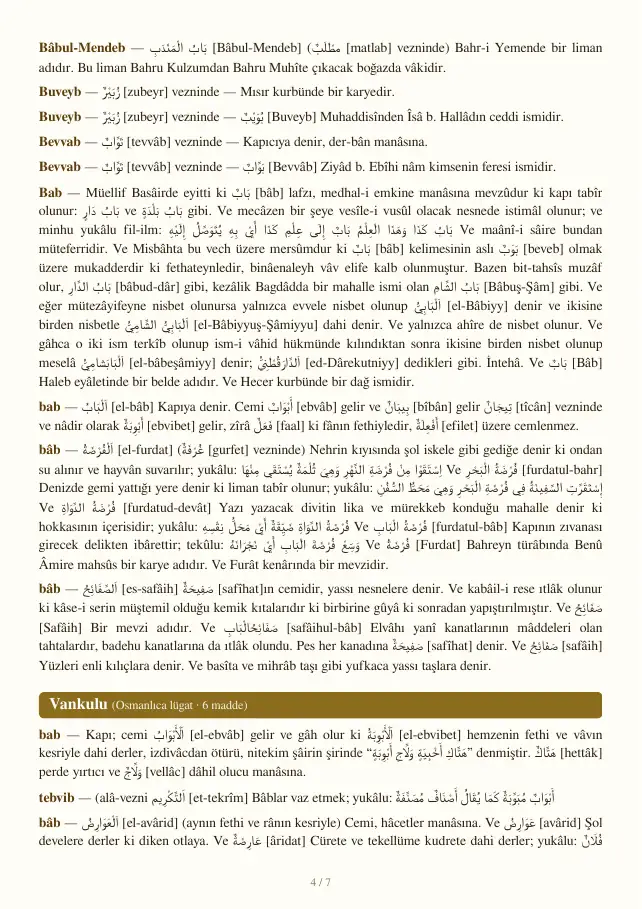 Bâbul-Mendeb — بَابُ الْمَنْدَبِ [Bâbul-Mendeb] (مَطْلَبٌ [matlab] vezninde) Bahr-i Yemende bir liman
adıdır. Bu liman Bahru Kulzumdan Bahru Muhîte çıkacak boğazda vâkidir.
Buveyb — زُبَيْرٌ [zubeyr] vezninde — Mısır kurbünde bir karyedir.
Buveyb — زُبَيْرٌ [zubeyr] vezninde — بُوَيْبٌ [Buveyb] Muhaddisînden Îsâ b. Hallâdın ceddi ismidir.
Bevvab — تَوَّابٌ [tevvâb] vezninde — Kapıcıya denir, der-bân manâsına.
Bevvab — تَوَّابٌ [tevvâb] vezninde — بَوَّابٌ [Bevvâb] Ziyâd b. Ebîhi nâm kimsenin feresi ismidir.
Bab — Müellif Basâirde eyitti ki بَابٌ [bâb] lafzı, medhal-i emkine manâsına mevzûdur ki kapı tabîr
olunur: بَابُ دَارٍ ve بَابُ بَلْدَةٍ gibi. Ve mecâzen bir şeye vesîle-i vusûl olacak nesnede istimâl olunur; ve
minhu yukâlu fil-ilm: بَابُ كَذَا وَهَذَا الْعِلْمُ بَابٌ إِلَى عِلْمِ كَذَا أَيْ بِهِ يُتَوَصَّلُ إِلَيْهِ Ve maânî-i sâire bundan
müteferridir. Ve Misbâhta bu vech üzere mersûmdur ki بَابٌ [bâb] kelimesinin aslı بَوَبٌ [beveb] olmak
üzere mukadderdir ki fethateynledir, binâenaleyh vâv elife kalb olunmuştur. Bazen bit-tahsîs muzâf
olur, بَابُ الدَّارِ [bâbud-dâr] gibi, kezâlik Bagdâdda bir mahalle ismi olan بَابُ الشَّامِ [Bâbuş-Şâm] gibi. Ve
eğer mütezâyifeyne nisbet olunursa yalnızca evvele nisbet olunup اَلْبَابِيُّ [el-Bâbiyy] denir ve ikisine
birden nisbetle اَلْبَابِيُّ الشَّامِيُّ [el-Bâbiyyuş-Şâmiyyu] dahi denir. Ve yalnızca ahîre de nisbet olunur. Ve
gâhca o iki ism terkîb olunup ism-i vâhid hükmünde kılındıktan sonra ikisine birden nisbet olunup
meselâ اَلْبَابَشَامِيُّ [el-bâbeşâmiyy] denir; اَلدَّارَقُطْنِيُّ [ed-Dârekutniyy] dedikleri gibi. İntehâ. Ve بَابٌ [Bâb]
Haleb eyâletinde bir belde adıdır. Ve Hecer kurbünde bir dağ ismidir.
bab — اَلْبَابُ [el-bâb] Kapıya denir. Cemi أَبْوَابٌ [ebvâb] gelir ve بِيبَانٌ [bîbân] gelir تِيجَانٌ [tîcân] vezninde
ve nâdir olarak أَبْوِبَةٌ [ebvibet] gelir, zîrâ فَعَلٌ [faal] ki fânın fethiyledir, أَفْعِلَةٌ [efilet] üzere cemlenmez.
bâb — اَلْفُرْضَةُ [el-furdat] (غُرْفَةٌ [gurfet] vezninde) Nehrin kıyısında şol iskele gibi gediğe denir ki ondan
su alınır ve hayvân suvarılır; yukâlu: اِسْتَقَوْا مِنْ فُرْضَةِ النَّهْرِ وَهِيَ ثُلْمَةٌ يُسْتَقَى مِنْهَا Ve فُرْضَةُ الْبَحْرِ [furdatul-bahr]
Denizde gemi yattığı yere denir ki liman tabîr olunur; yukâlu: إِسْتَقَرَّتِ السَّفِينَةُ فِي فُرْضَةِ الْبَحْرِ وَهِيَ مَحَطُّ السُّفُنِ
Ve فُرْضَةُ الدَّوَاةِ [furdatud-devât] Yazı yazacak divitin lika ve mürekkeb konduğu mahalle denir ki
hokkasının içerisidir; yukâlu: فُرْضَةُ الدَّوَاةِ ضَيِّقَةٌ أَيْ مَحَلُّ نِقْسِهِ Ve فُرْضَةُ الْبَابِ [furdatul-bâb] Kapının zıvanası
girecek delikten ibârettir; tekûlu: وَسَعَ فُرْضَةَ الْبَابِ أَيْ نَجْرَانَهُ Ve فُرْضَةُ [Furdat] Bahreyn türâbında Benû
Âmire mahsûs bir karye adıdır. Ve Furât kenârında bir mevzidir.
bâb — اَلصَّفَائِحُ [es-safâih] صَفِيحَةٌ [safîhat]ın cemidir, yassı nesnelere denir. Ve kabâil-i rese ıtlâk olunur
ki kâse-i serin müştemil olduğu kemik kıtalarıdır ki birbirine gûyâ ki sonradan yapıştırılmıştır. Ve صَفَائِحُ
[Safâih] Bir mevzi adıdır. Ve صَفَائِحُالْبَابِ [safâihul-bâb] Elvâhı yanî kanatlarının mâddeleri olan
tahtalardır, badehu kanatlarına da ıtlâk olundu. Pes her kanadına صَفِيحَةٌ [safîhat] denir. Ve صَفَائِحُ [safâih]
Yüzleri enli kılıçlara denir. Ve basîta ve mihrâb taşı gibi yufkaca yassı taşlara denir.
Vankulu (Osmanlıca lügat · 6 madde)
bab — Kapı; cemi اَلْأَبْوَابُ [el-ebvâb] gelir ve gâh olur ki اَلْأَبْوِبَةُ [el-ebvibet] hemzenin fethi ve vâvın
kesriyle dahi derler, izdivâcdan ötürü, nitekim şâirin şirinde “هَتَّاكِ أَخْبِيَةٍ وَلَّاجِ أَبْوِبَةٍ” denmiştir. هَتَّاكٌ [hettâk]
perde yırtıcı ve وَلَّاجٌ [vellâc] dâhil olucu manâsına.
tebvib — (alâ-vezni اَلتَّكْرِيمِ [et-tekrîm] Bâblar vaz etmek; yukâlu: أَبْوَابٌ مُبَوَّبَةٌ كَمَا يُقَالُ أَصْنَافٌ مُصَنَّفَةٌ
bâb — اَلْعَوَارِضُ [el-avârid] (aynın fethi ve rânın kesriyle) Cemi, hâcetler manâsına. Ve عَوَارِضُ [avârid] Şol
develere derler ki diken otlaya. Ve عَارِضَةٌ [âridat] Cürete ve tekellüme kudrete dahi derler; yukâlu: فُلَانٌ
4 / 7